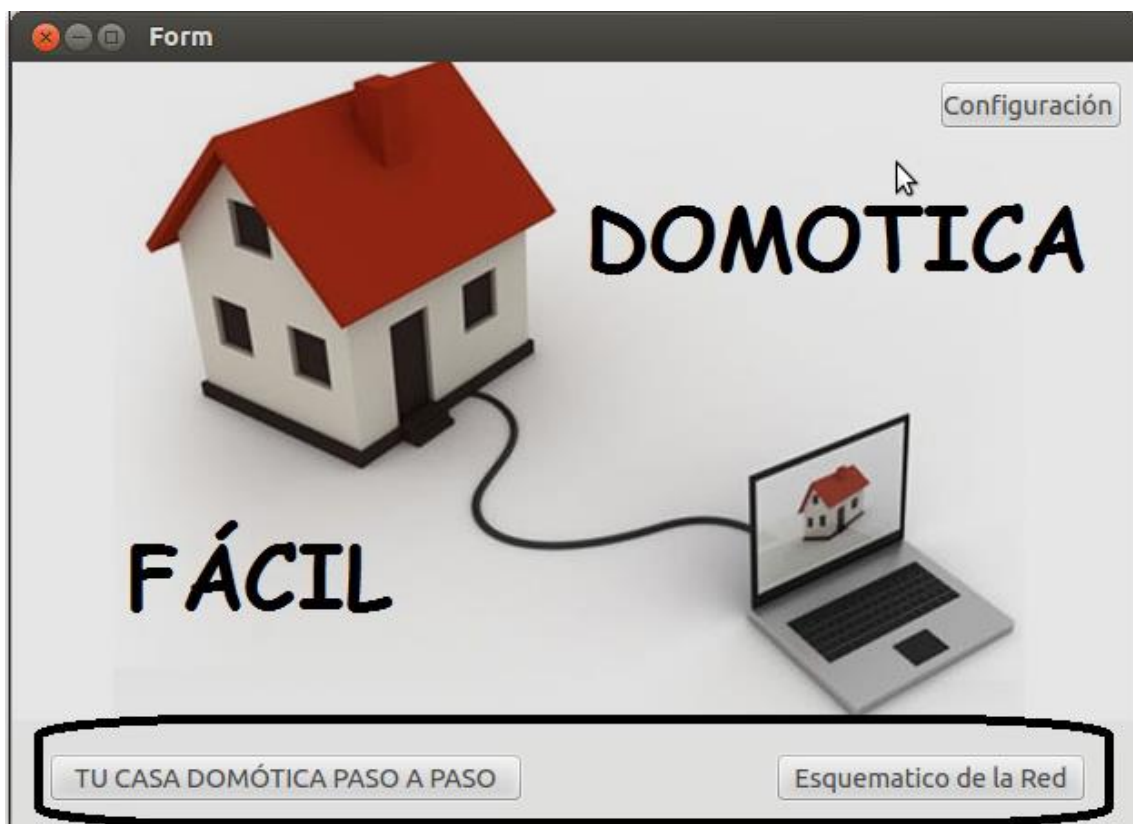 Form
Configuración
DOMOTICA
FÁCIL
TU CASA DOMÓTICA PASO A PASO
Esquematico de la Red